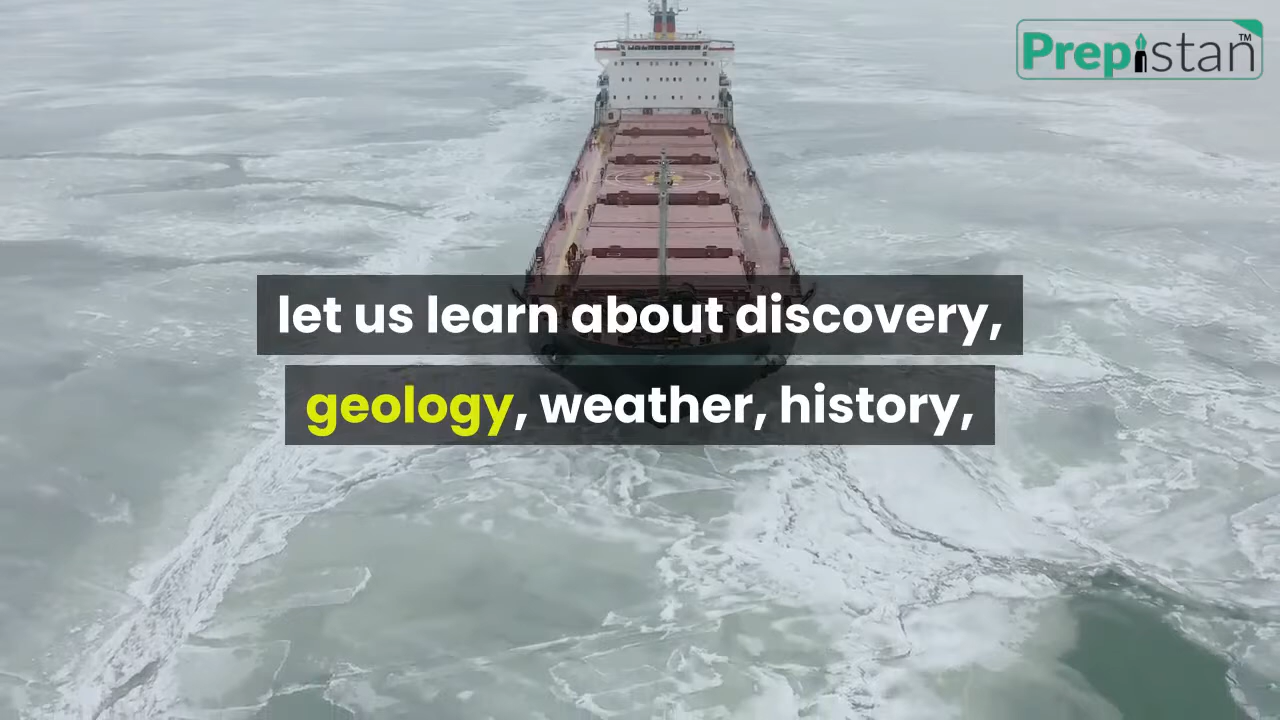 Prepistan™
let us learn about discovery,
geology, weather, history,